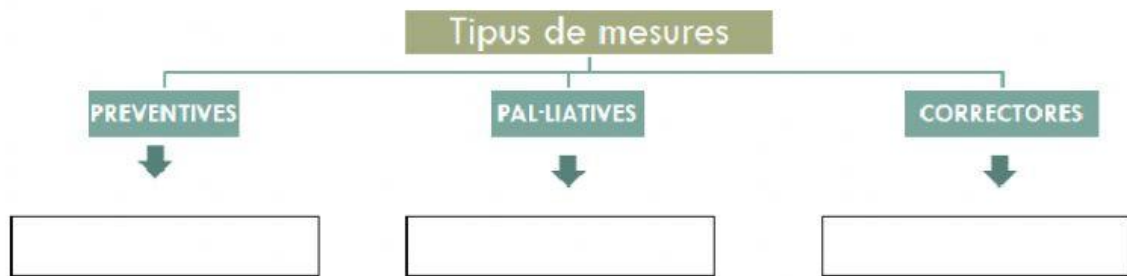 Tipus de mesures
PREVENTIVES
PAL·LIATIVES
CORRECTORES